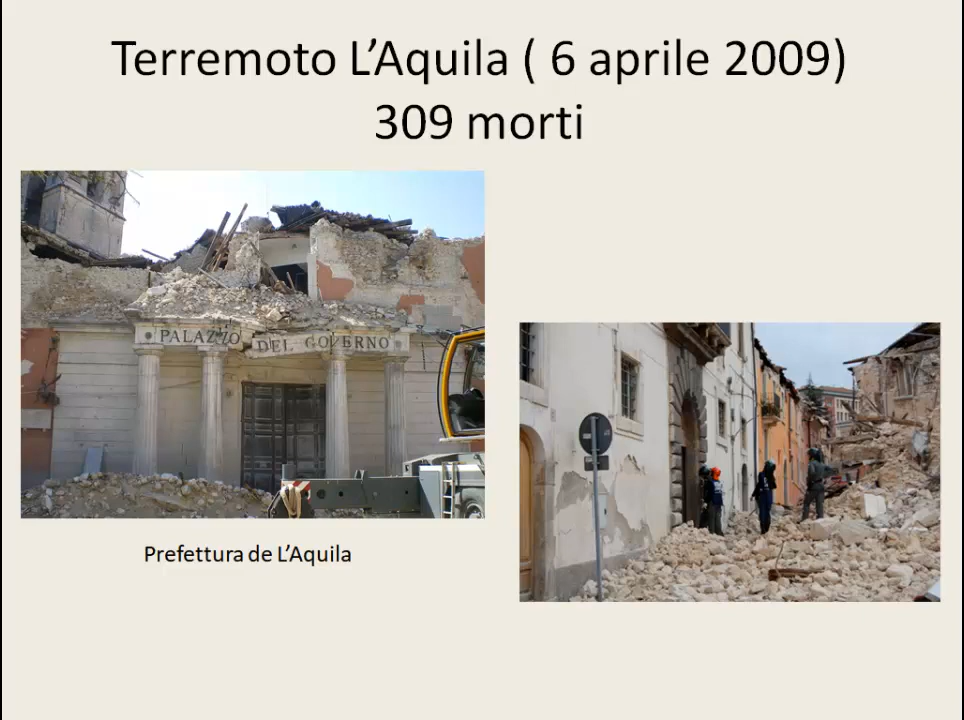 Terremoto L’Aquila ( 6 aprile 2009)
309 morti
PALAZZO DEL GOVERNO
Prefettura de L’Aquila